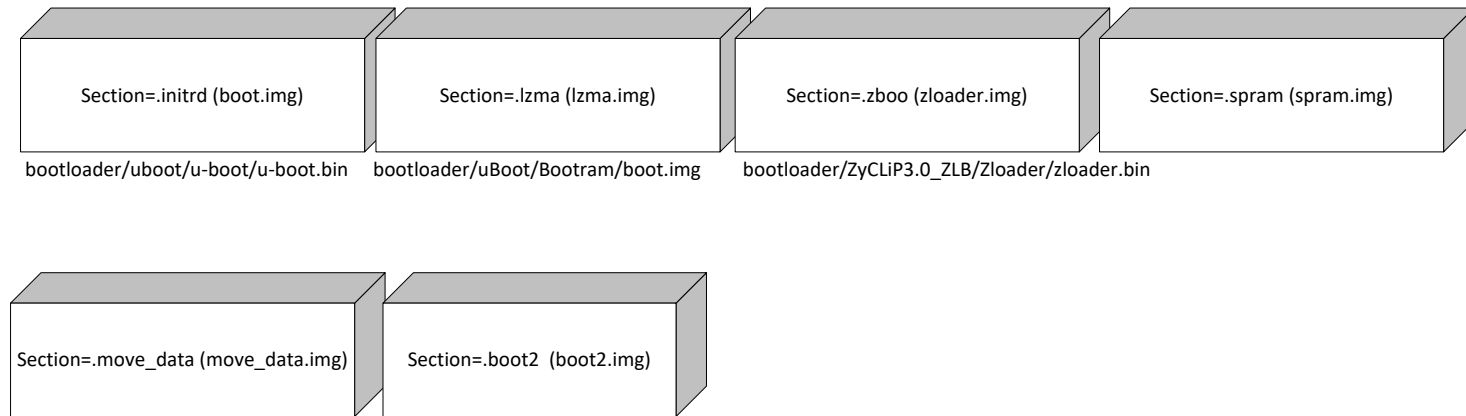 Section=.initrd (boot.img)
Section=.lzma (lzma.img)
Section=.zboo (zloader.img)
Section=.spram (spram.img)
bootloader/uboot/u-boot/u-boot.bin
bootloader/uBoot/Bootram/boot.img
bootloader/ZyCLiP3.0_ZLB/Zloader/zloader.bin
Section=.move_data (move_data.img)
Section=.boot2  (boot2.img)